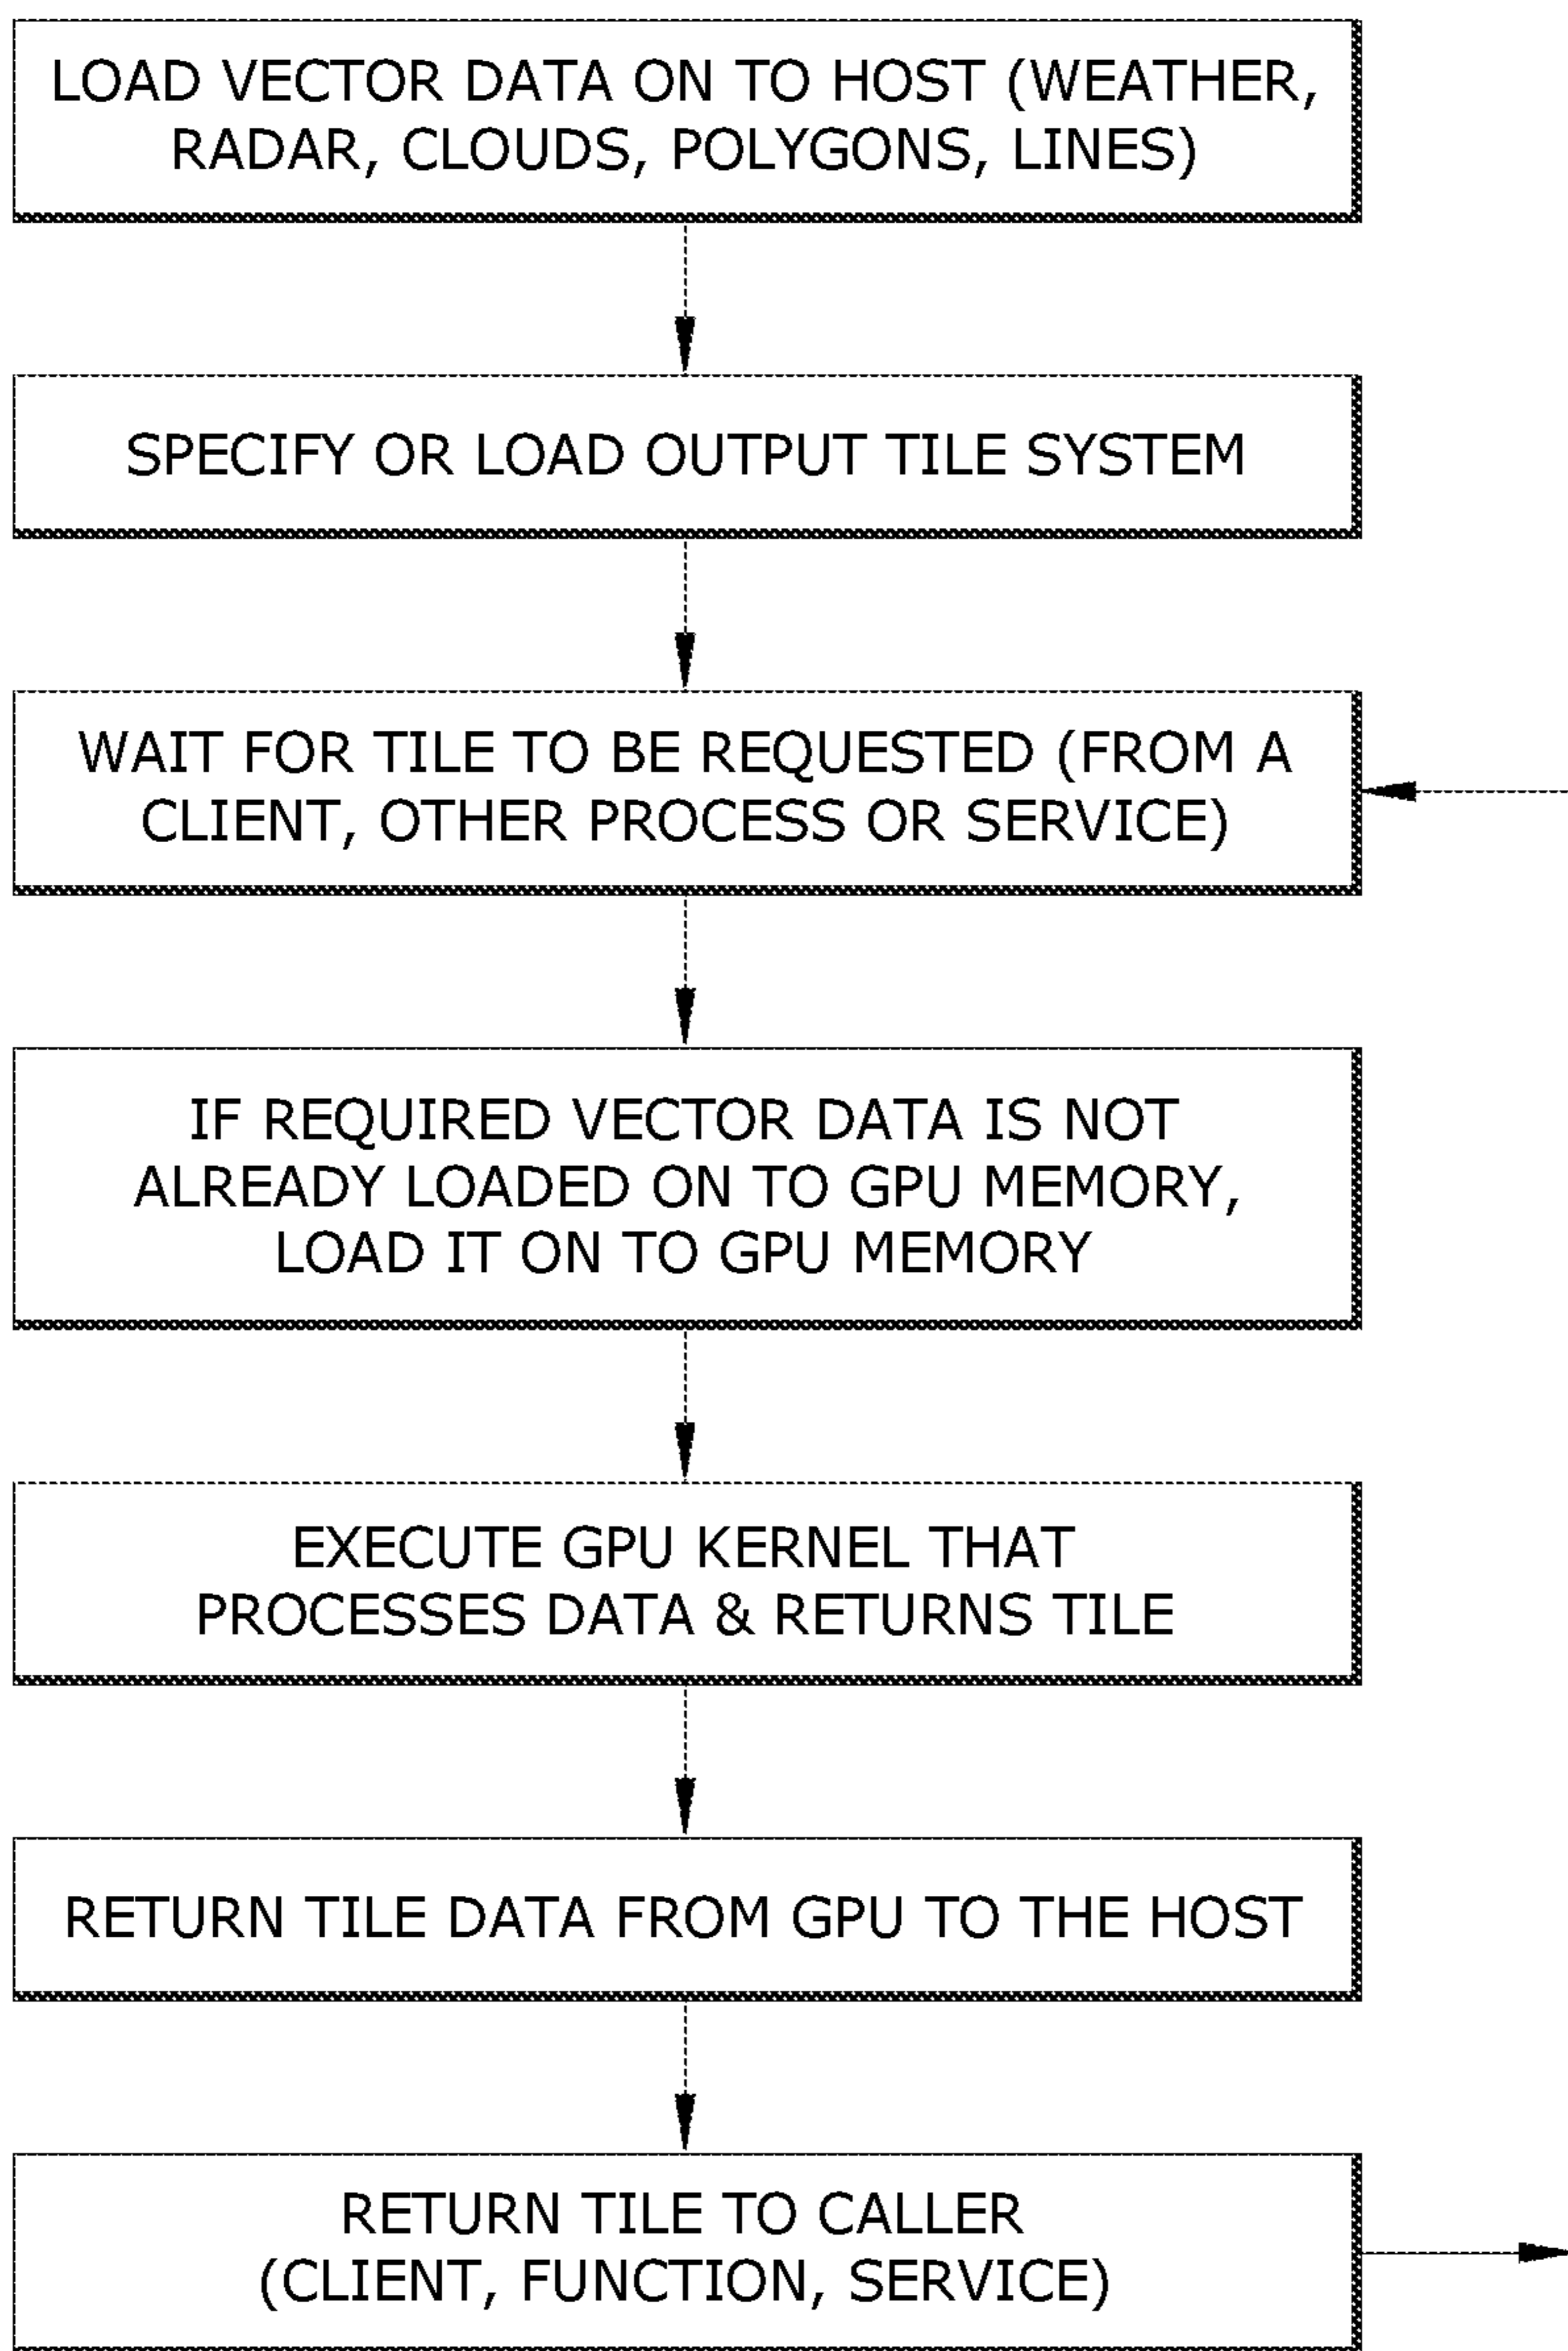 LOAD VECTOR DATA ON TO HOST (WEATHER,
RADAR, CLOUDS, POLYGONS, LINES)
SPECIFY OR LOAD OUTPUT TILE SYSTEM
WAIT FOR TILE TO BE REQUESTED (FROM A
CLIENT, OTHER PROCESS OR SERVICE)
IF REQUIRED VECTOR DATA IS NOT
ALREADY LOADED ON TO GPU MEMORY,
LOAD IT ON TO GPU MEMORY
EXECUTE GPU KERNEL THAT
PROCESSES DATA & RETURNS TILE
RETURN TILE DATA FROM GPU TO THE HOST
RETURN TILE TO CALLER
(CLIENT, FUNCTION, SERVICE)